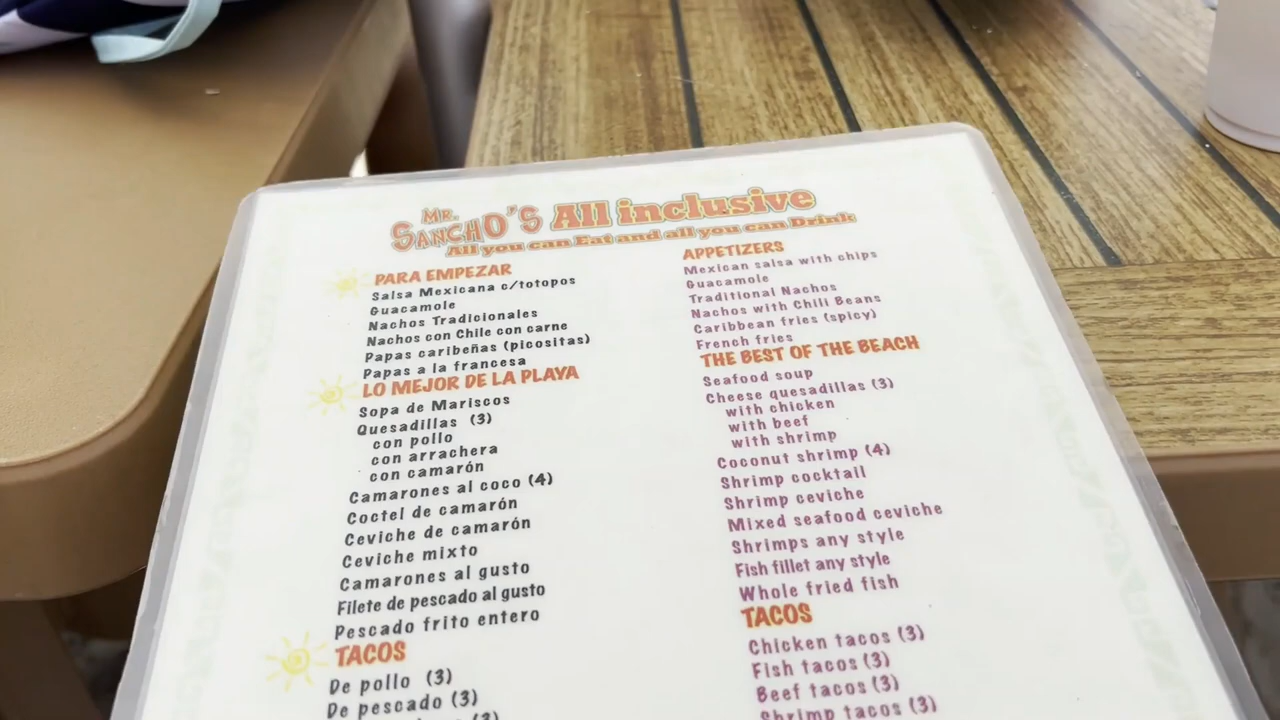 MR. SANCHO'S All inclusive
All you can Eat and all you can Drink
PARA EMPEZAR
Salsa Mexicana c/totopos
Guacamole
Nachos Tradicionales
Nachos con Chile con carne
Papas caribeñas (picositas)
Papas a la francesa
LO MEJOR DE LA PLAYA
Sopa de Mariscos
Quesadillas (3)
con pollo
con arrachera
con camarón
Camarones al coco (4)
Coctel de camarón
Ceviche de camarón
Ceviche mixto
Camarones al gusto
Filete de pescado al gusto
Pescado frito entero
TACOS
De pollo (3)
De pescado (3)
(3)
APPETIZERS
Mexican salsa with chips
Guacamole
Traditional Nachos
Nachos with Chili Beans
Caribbean fries (spicy)
French fries
THE BEST OF THE BEACH
Seafood soup
Cheese quesadillas (3)
with chicken
with beef
with shrimp
Coconut shrimp (4)
Shrimp cocktail
Shrimp ceviche
Mixed seafood ceviche
Shrimps any style
Fish fillet any style
Whole fried fish
TACOS
Chicken tacos (3)
Fish tacos (3)
Beef tacos (3)
Shrimp tacos (3)